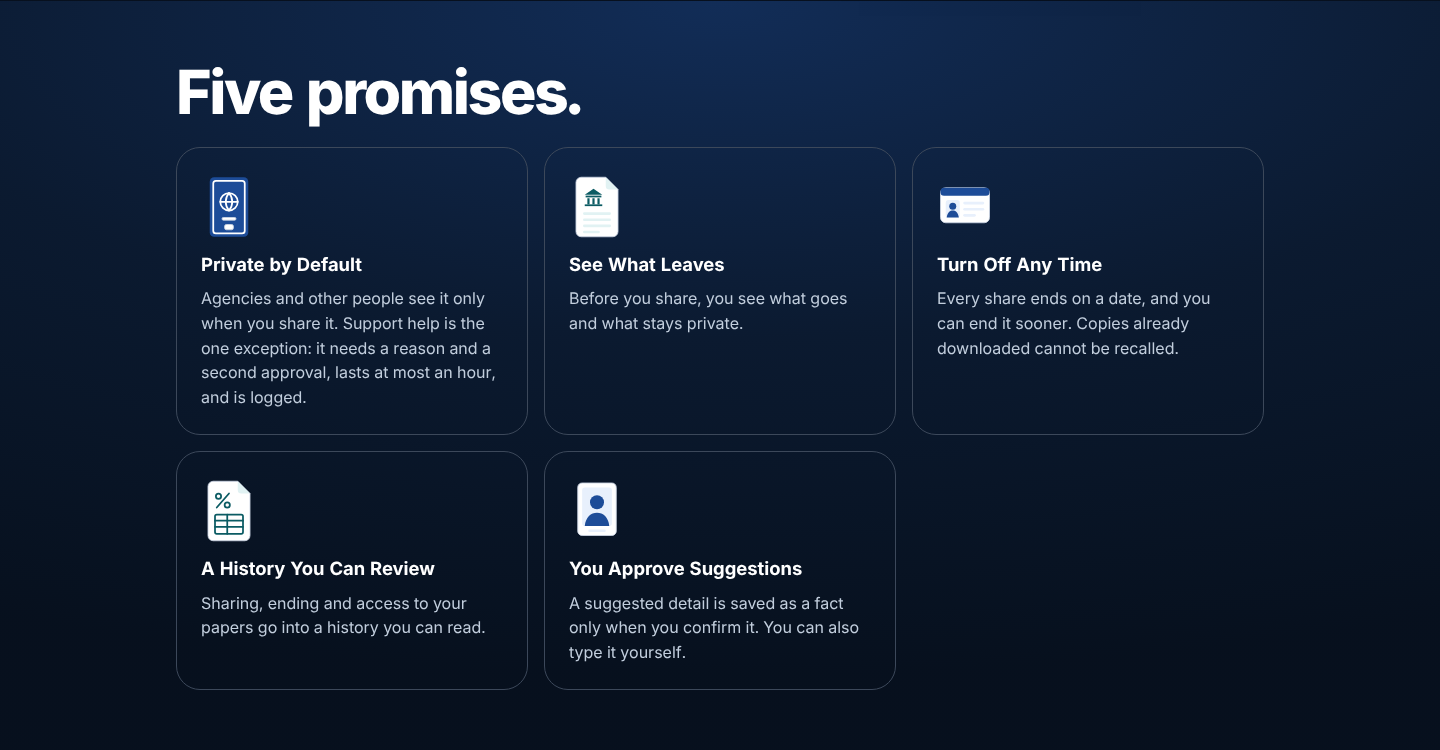 Five promises.
Private by Default
Agencies and other people see it only
when you share it. Support help is the
one exception: it needs a reason and a
second approval, lasts at most an hour,
and is logged.
See What Leaves
Before you share, you see what goes
and what stays private.
Turn Off Any Time
Every share ends on a date, and you
can end it sooner. Copies already
downloaded cannot be recalled.
%
A History You Can Review
Sharing, ending and access to your
papers go into a history you can read.
You Approve Suggestions
A suggested detail is saved as a fact
only when you confirm it. You can also
type it yourself.